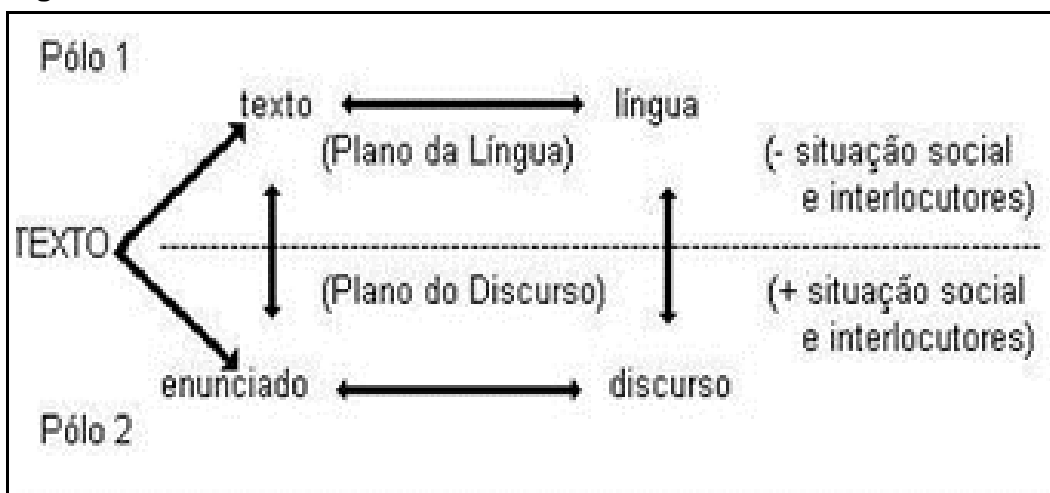 Pólo 1
texto língua
(Plano da Língua) (- situação social
e interlocutores)
TEXTO
(Plano do Discurso) (+ situação social
e interlocutores)
enunciado discurso
Pólo 2